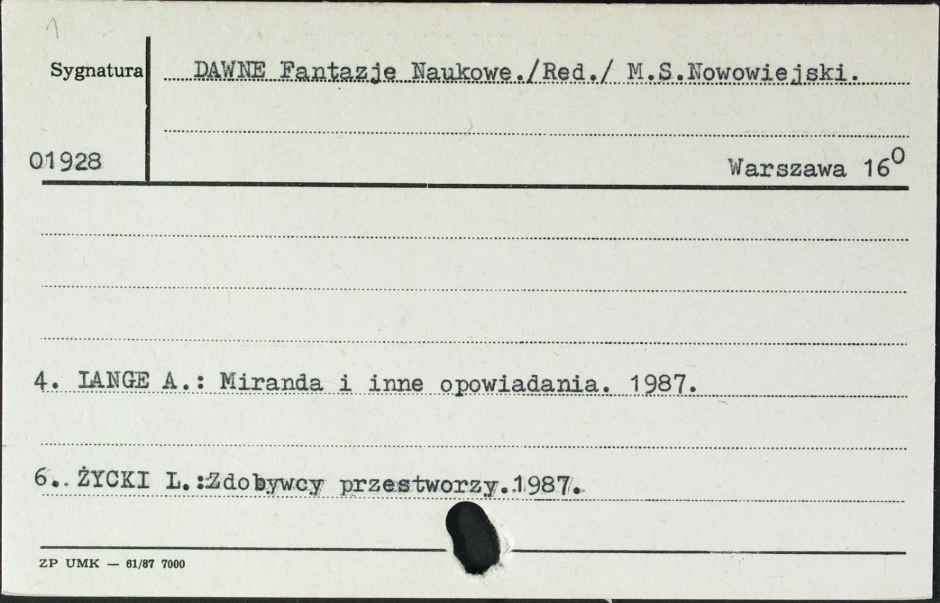 1
Sygnatura
DAWNE Fantazje Naukowe./Red./ M.S.Nowowiejski.
01928
Warszawa 16⁰
4. LANGE A.: Miranda i inne opowiadania. 1987.
6. ŻYCKI L.:Zdobywcy przestworzy.1987.
ZP UMK — 61/87 7000